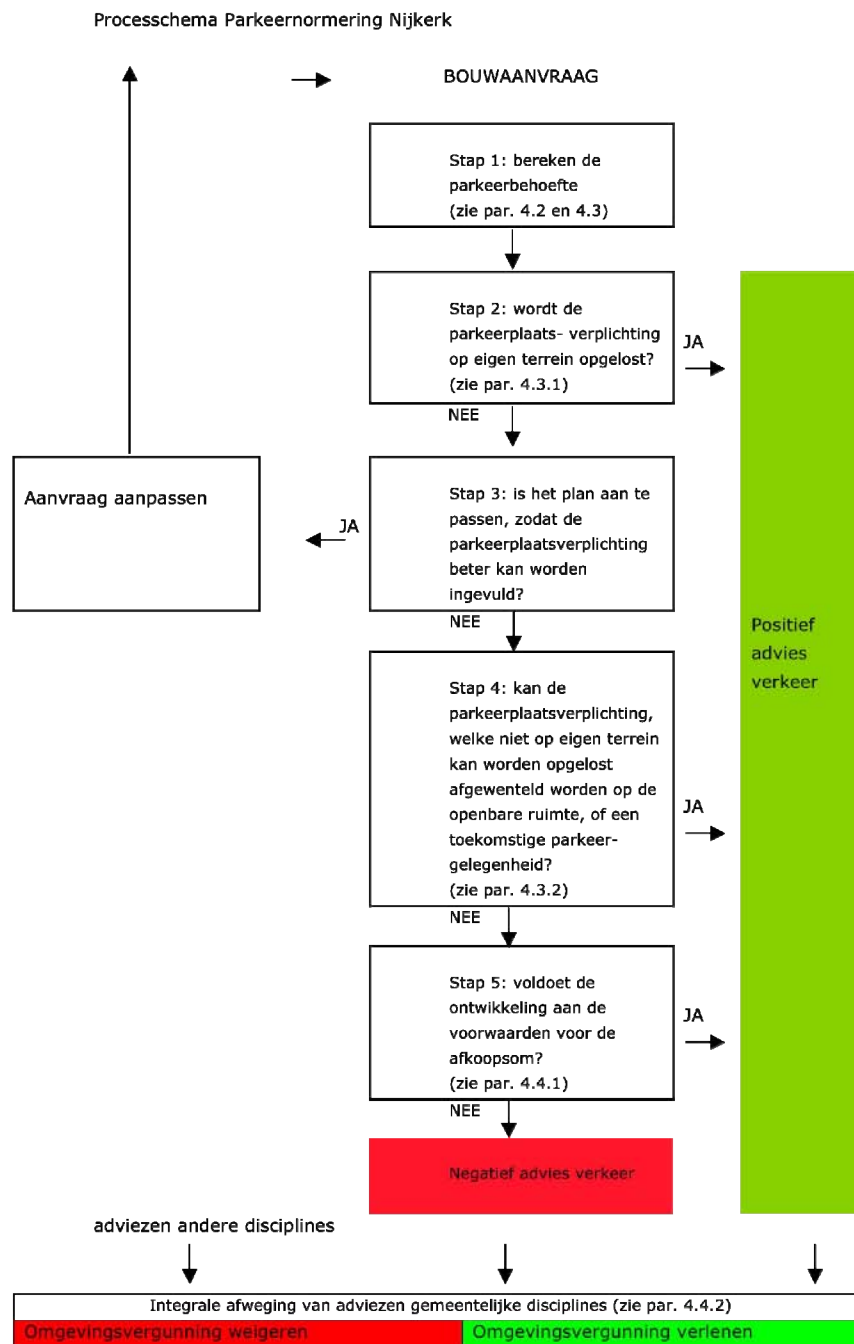 Processchema Parkeernormering Nijkerk
BOUWAANVRAAG
Stap 1: bereken de
parkeerbehoefte
(zie par. 4.2 en 4.3)
Stap 2: wordt de
parkeerplaats- verplichting
op eigen terrein opgelost?
(zie par. 4.3.1)
JA
NEE
Aanvraag aanpassen
JA
Stap 3: is het plan aan te
passen, zodat de
parkeerplaatsverplichting
beter kan worden
ingevuld?
NEE
Positief
advies
verkeer
Stap 4: kan de
parkeerplaatsverplichting,
welke niet op eigen terrein
kan worden opgelost
afgewenteld worden op de
openbare ruimte, of een
toekomstige parkeer-
gelegenheid?
(zie par. 4.3.2)
JA
NEE
Stap 5: voldoet de
ontwikkeling aan de
voorwaarden voor de
afkoopsom?
(zie par. 4.4.1)
JA
NEE
Negatief advies verkeer
adviezen andere disciplines
Integrale afweging van adviezen gemeentelijke disciplines (zie par. 4.4.2)
Omgevingsvergunning weigeren
Omgevingsvergunning verlenen